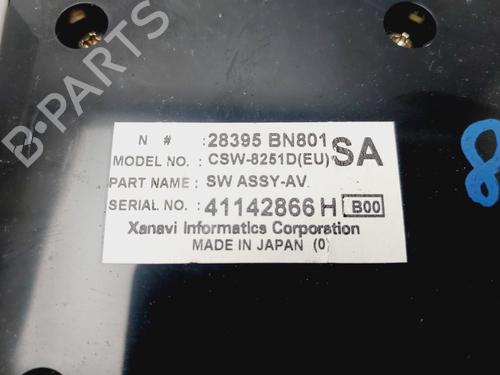 N # : 28395 BN801 SA
MODEL NO. : CSW-8251D(EU)
PART NAME : SW ASSY-AV
SERIAL NO. : 41142866 H B00
Xanavi Informatics Corporation
MADE IN JAPAN (0)
8
B-PARTS